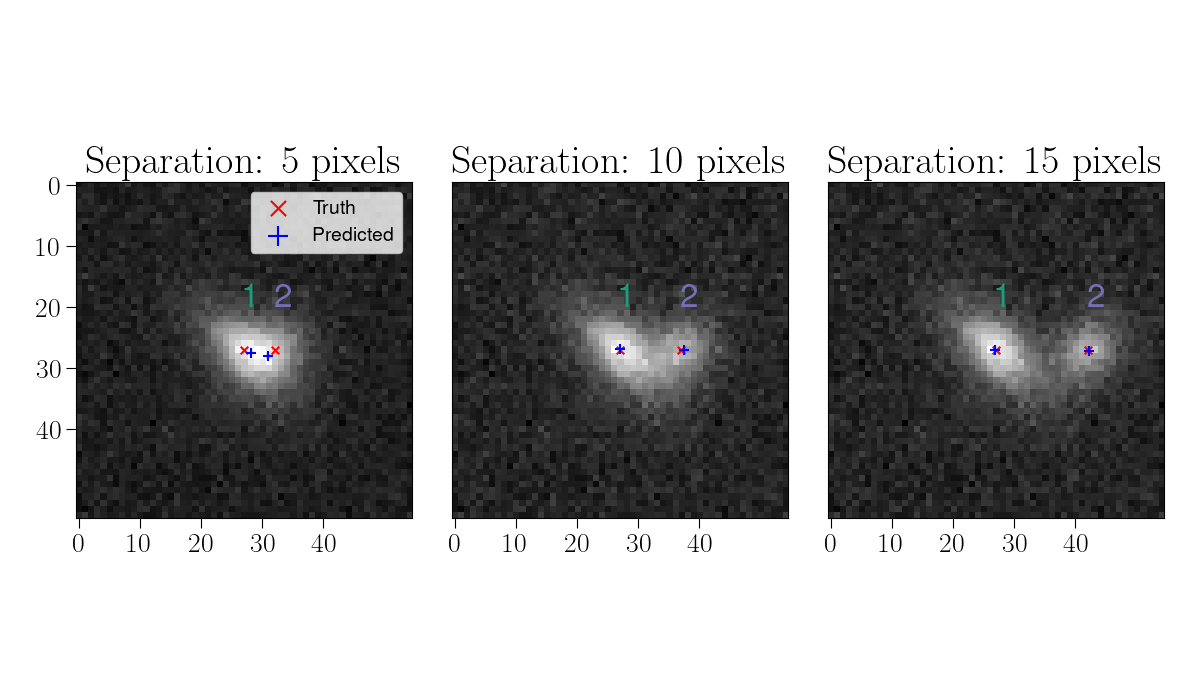 Separation: 5 pixels
Separation: 10 pixels
Separation: 15 pixels
Truth
Predicted
1 2
1 2
1 2
0
10
20
30
40
0 10 20 30 40
0 10 20 30 40
0 10 20 30 40